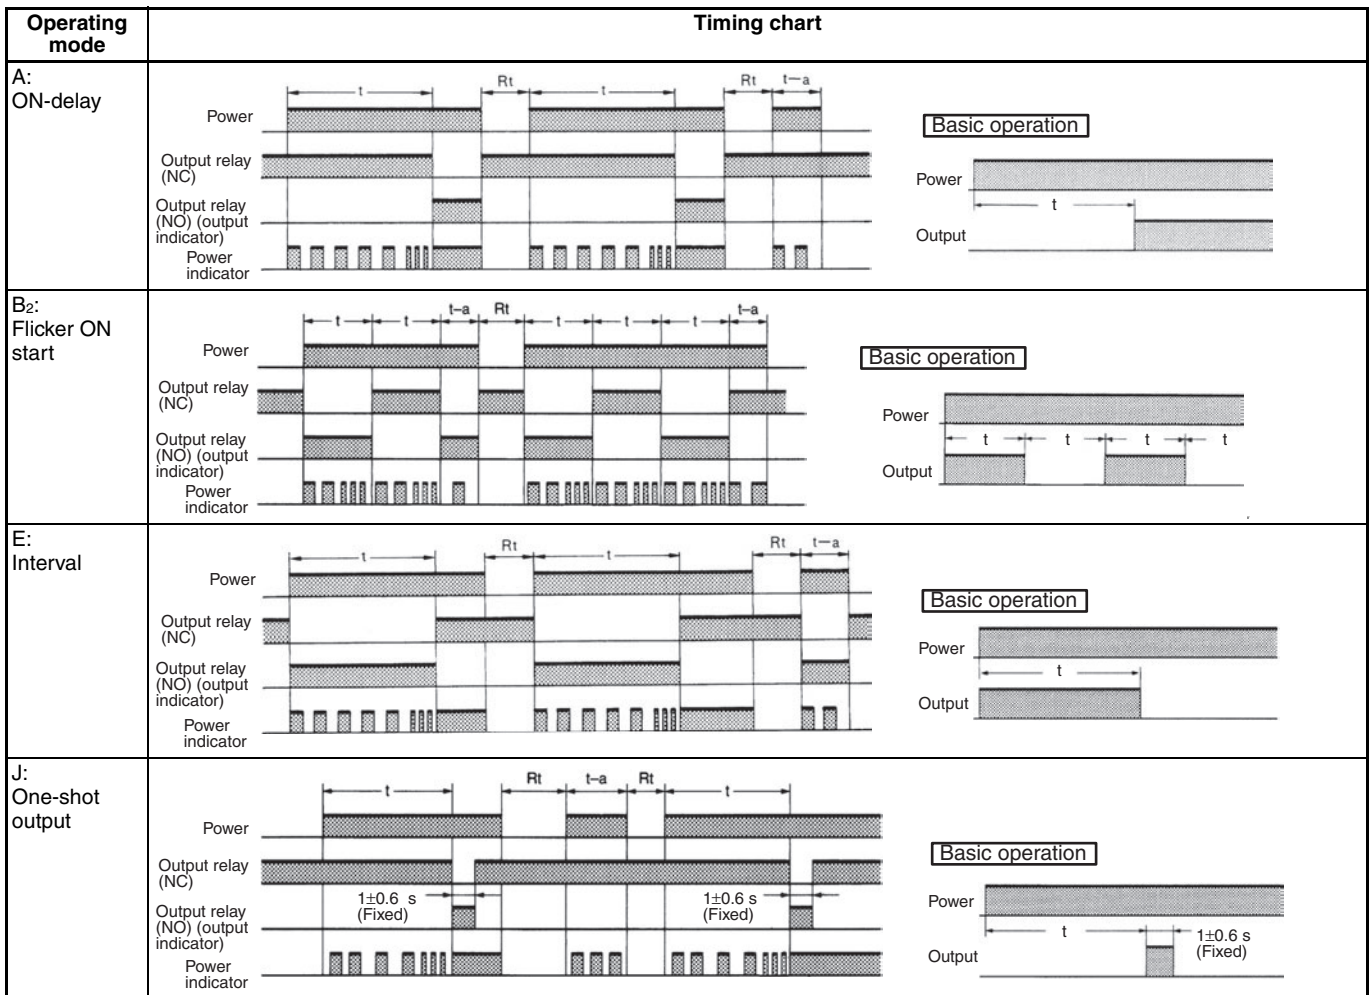 Operating mode
Timing chart
A:
ON-delay
t
Rt
t
Rt
t–a
Power
Output relay
(NC)
Output relay
(NO) (output
indicator)
Power
indicator
Basic operation
Power
t
Output
B2:
Flicker ON
start
t
t
t–a
Rt
t
t
t
t–a
Power
Output relay
(NC)
Output relay
(NO) (output
indicator)
Power
indicator
Basic operation
Power
t
t
t
t
Output
E:
Interval
t
Rt
t
Rt
t–a
Power
Output relay
(NC)
Output relay
(NO) (output
indicator)
Power
indicator
Basic operation
Power
t
Output
J:
One-shot
output
t
Rt
t–a
Rt
t
Power
Output relay
(NC)
1±0.6 s
(Fixed)
1±0.6 s
(Fixed)
Output relay
(NO) (output
indicator)
Power
indicator
Basic operation
Power
t
1±0.6 s
(Fixed)
Output